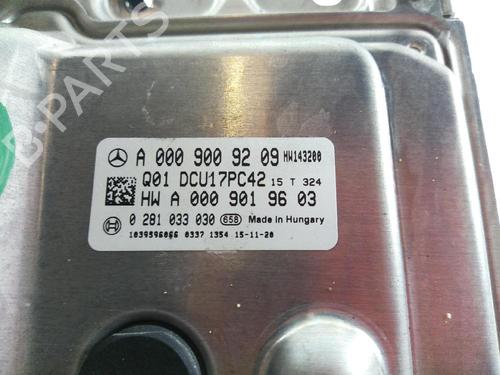 B-PARTS
A 000 900 92 09 HW143200
Q01 DCU17PC42 15 T 324
HW A 000 901 96 03
0 281 033 030 658 Made in Hungary
1039S96066 0337 1354 15-11-20